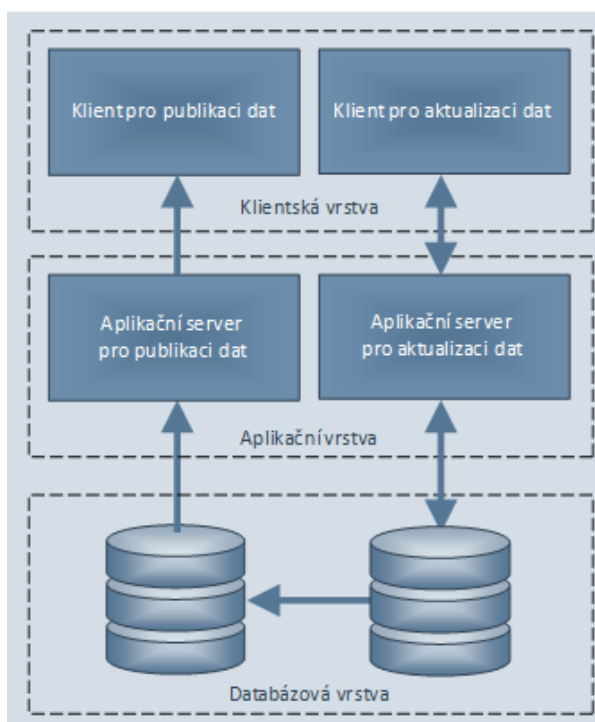 Klient pro publikaci dat
Klient pro aktualizaci dat
Klientská vrstva
Aplikační server
pro publikaci dat
Aplikační server
pro aktualizaci dat
Aplikační vrstva
Databázová vrstva